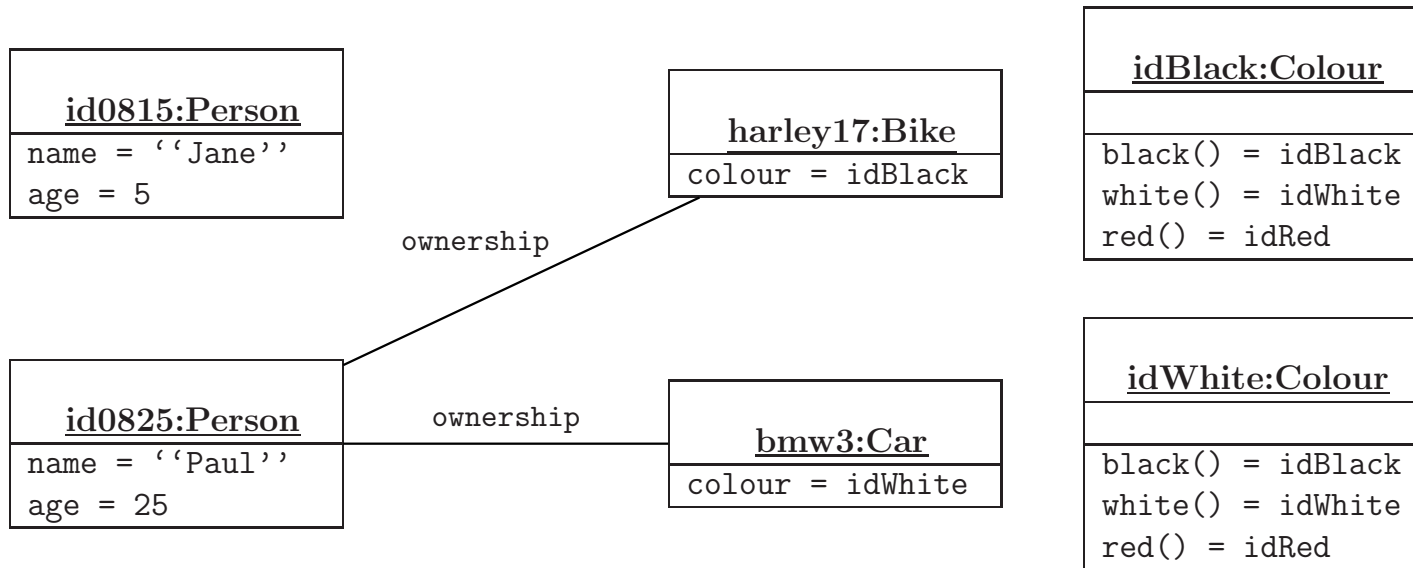 id0815:Person
name = ‘‘Jane’’
age = 5
harley17:Bike
colour = idBlack
idBlack:Colour
black() = idBlack
white() = idWhite
red() = idRed
ownership
id0825:Person
name = ‘‘Paul’’
age = 25
ownership
bmw3:Car
colour = idWhite
idWhite:Colour
black() = idBlack
white() = idWhite
red() = idRed